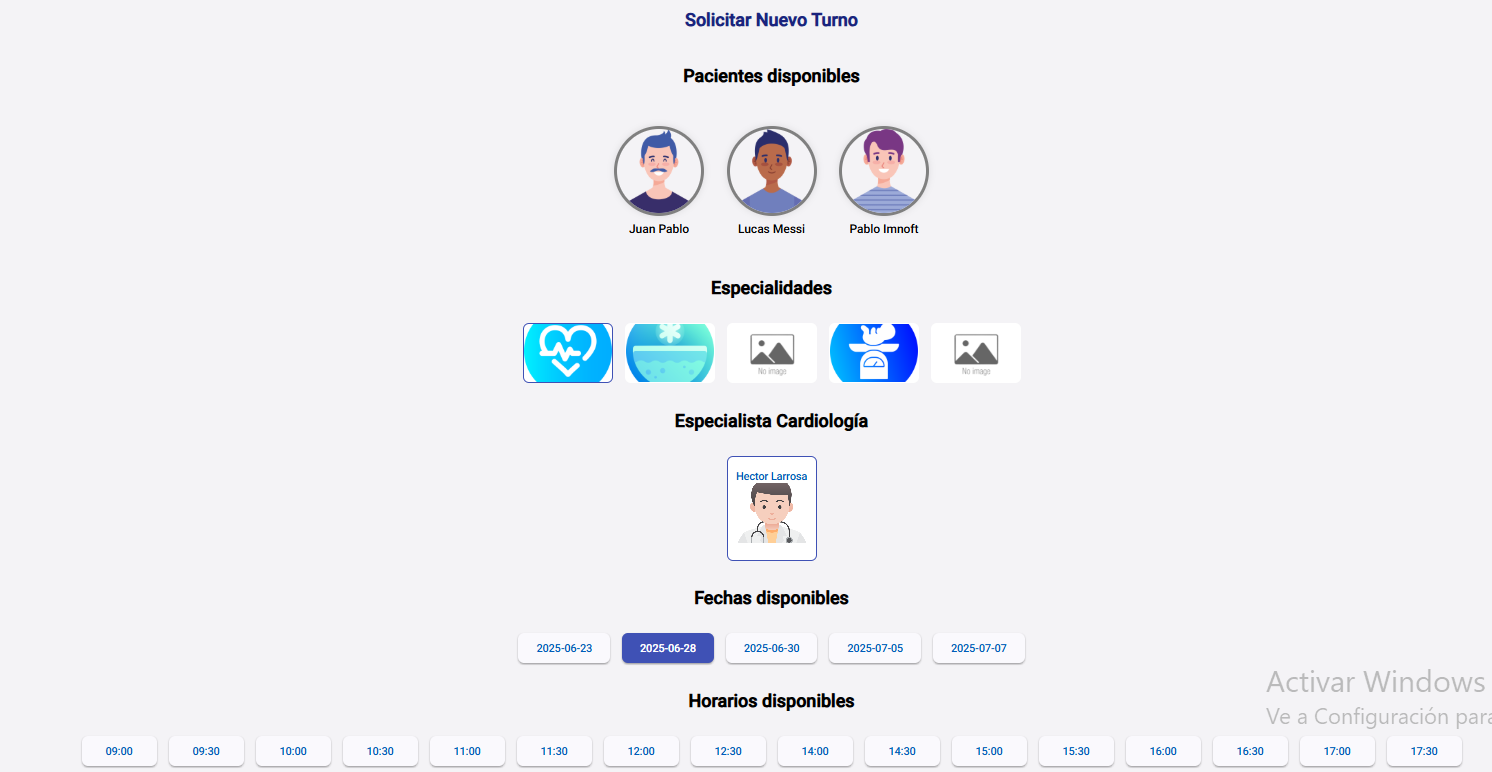 Solicitar Nuevo Turno
Pacientes disponibles
Juan Pablo Lucas Messi Pablo Imnoft
Especialidades
No image No image
Especialista Cardiología
Hector Larrosa
Fechas disponibles
2025-06-23 2025-06-28 2025-06-30 2025-07-05 2025-07-07
Activar Windows
Horarios disponibles
Ve a Configuración para
09:00 09:30 10:00 10:30 11:00 11:30 12:00 12:30 14:00 14:30 15:00 15:30 16:00 16:30 17:00 17:30